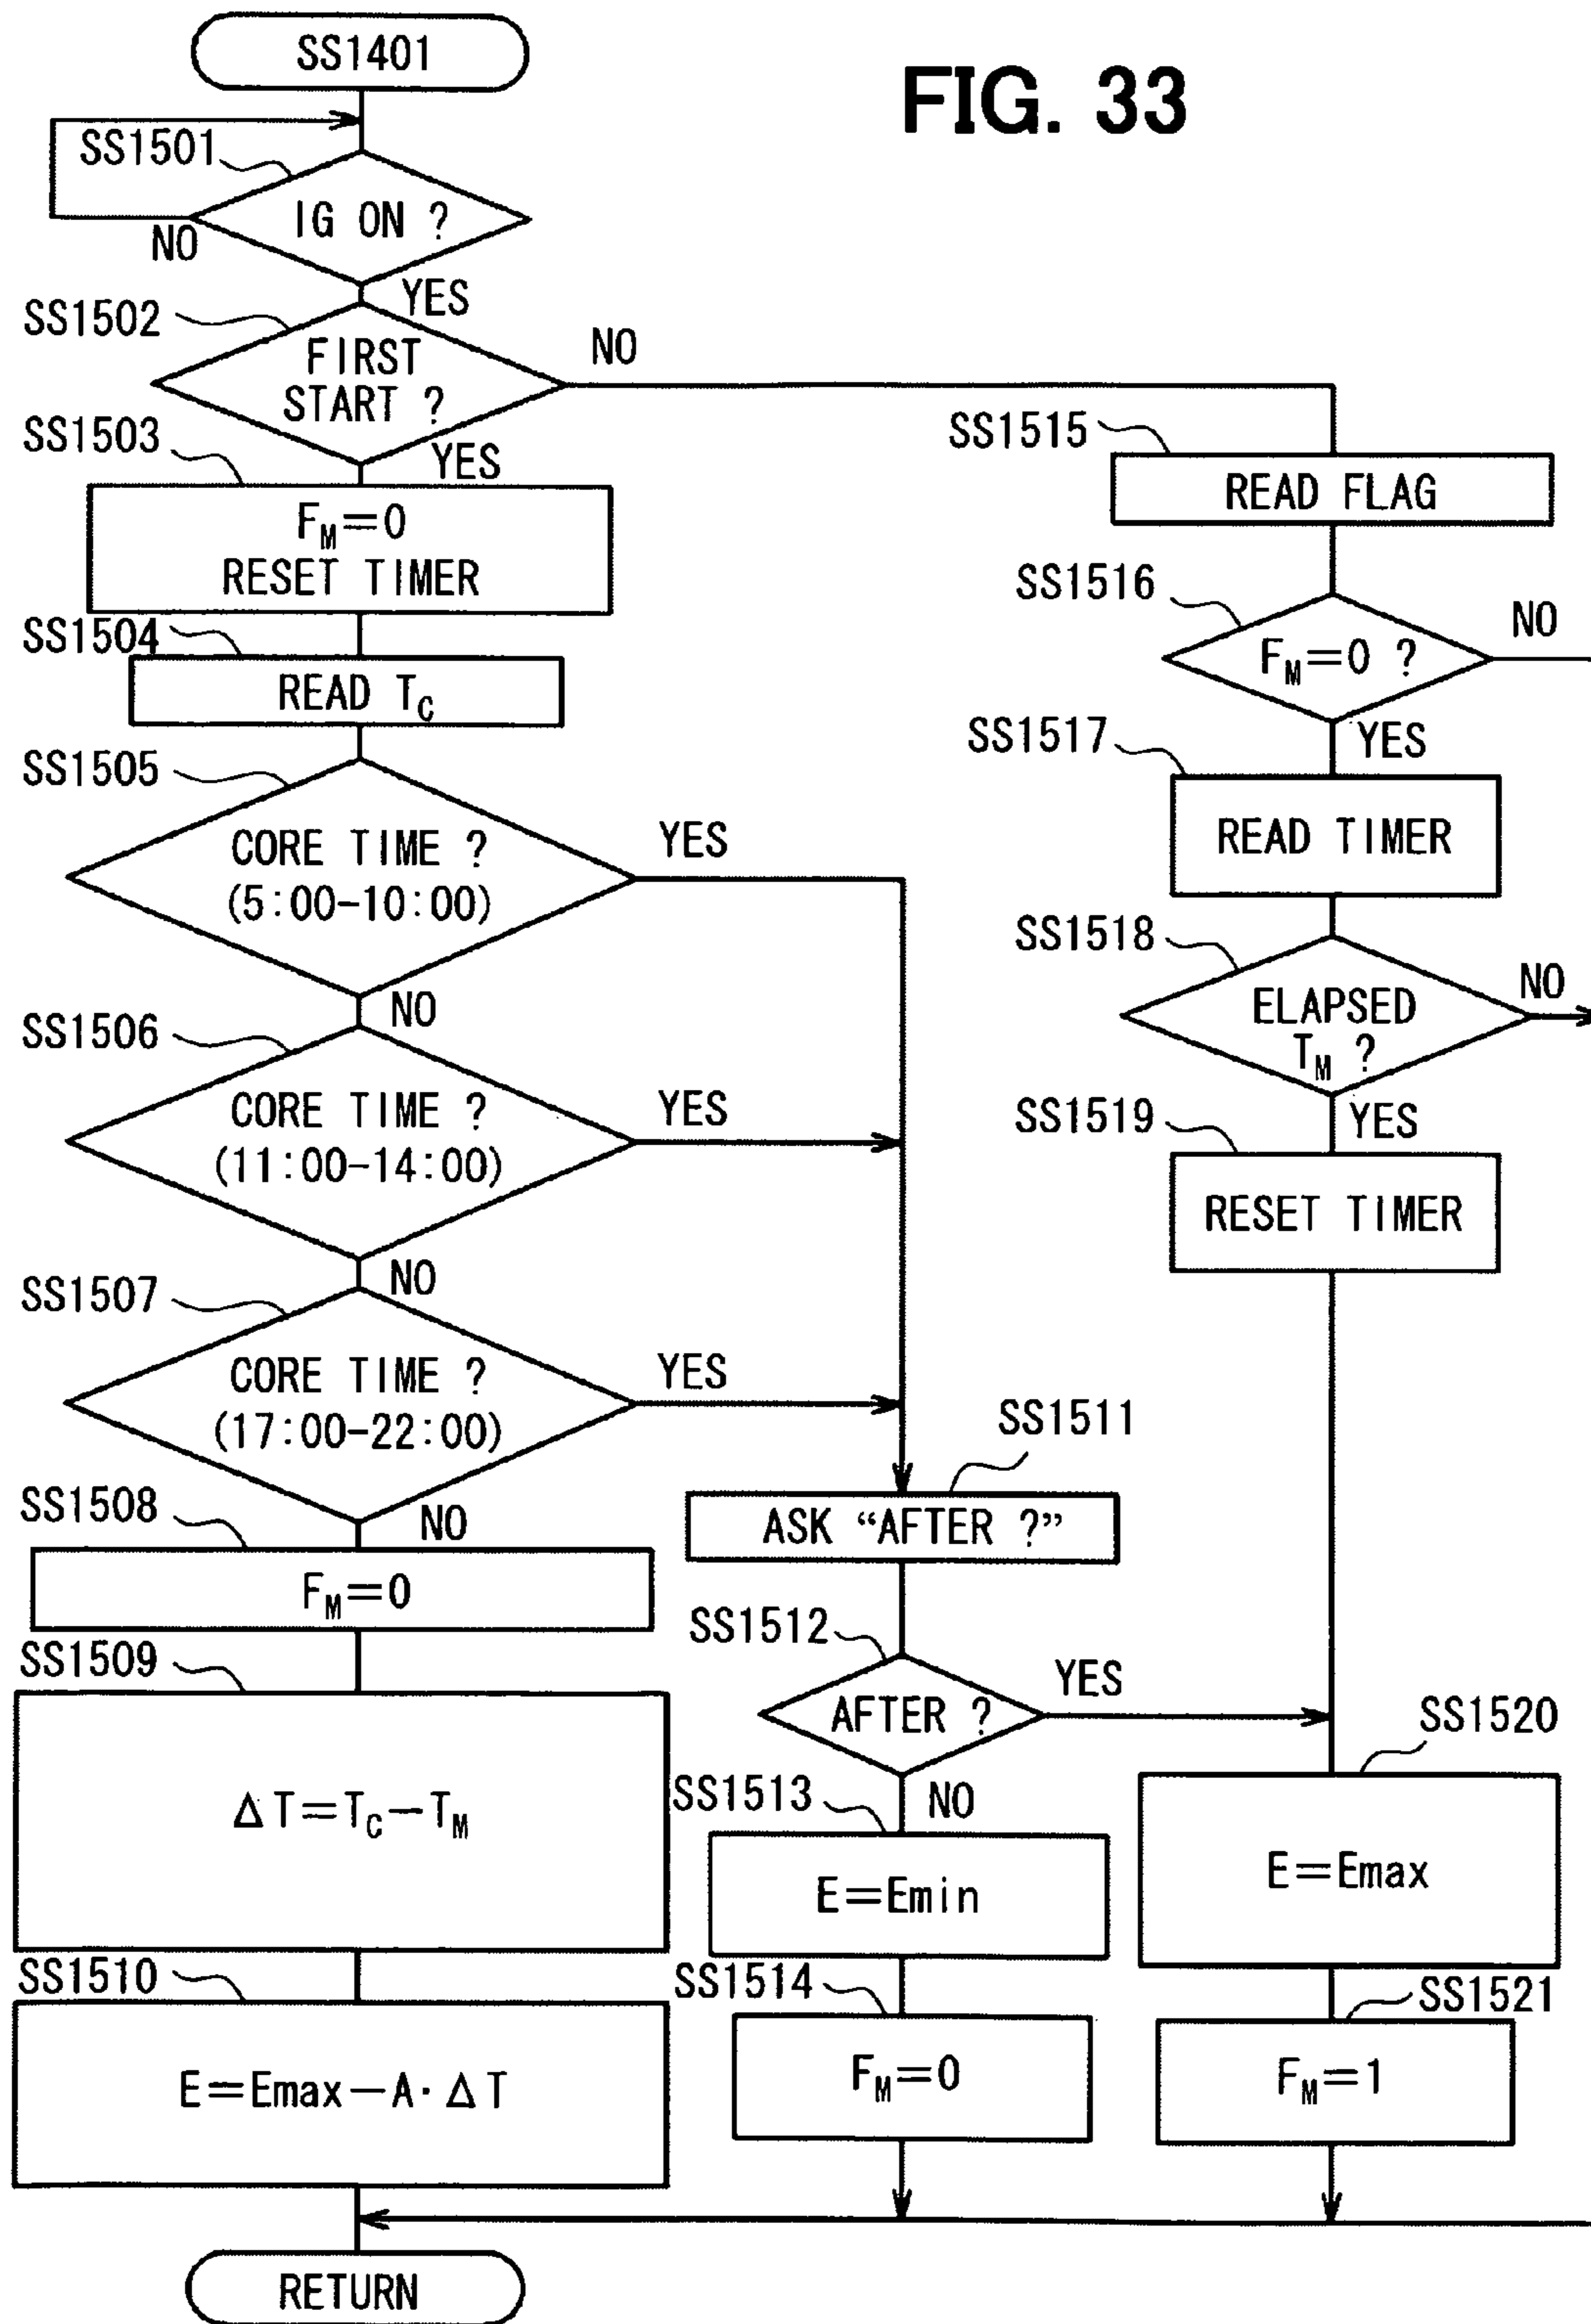 FIG. 33
SS1401
SS1501
IG ON ?
NO
YES
SS1502
FIRST
START ?
NO
YES
SS1503
FM=0
RESET TIMER
SS1504
READ TC
SS1505
CORE TIME ?
(5:00-10:00)
YES
NO
SS1506
CORE TIME ?
(11:00-14:00)
YES
NO
SS1507
CORE TIME ?
(17:00-22:00)
YES
NO
SS1508
FM=0
SS1509
ΔT=TC-TM
SS1510
E=Emax-A·ΔT
RETURN
SS1511
ASK “AFTER ?”
SS1512
AFTER ?
YES
NO
SS1513
E=Emin
SS1514
FM=0
SS1515
READ FLAG
SS1516
FM=0 ?
NO
YES
SS1517
READ TIMER
SS1518
ELAPSED
TM ?
NO
YES
SS1519
RESET TIMER
SS1520
E=Emax
SS1521
FM=1